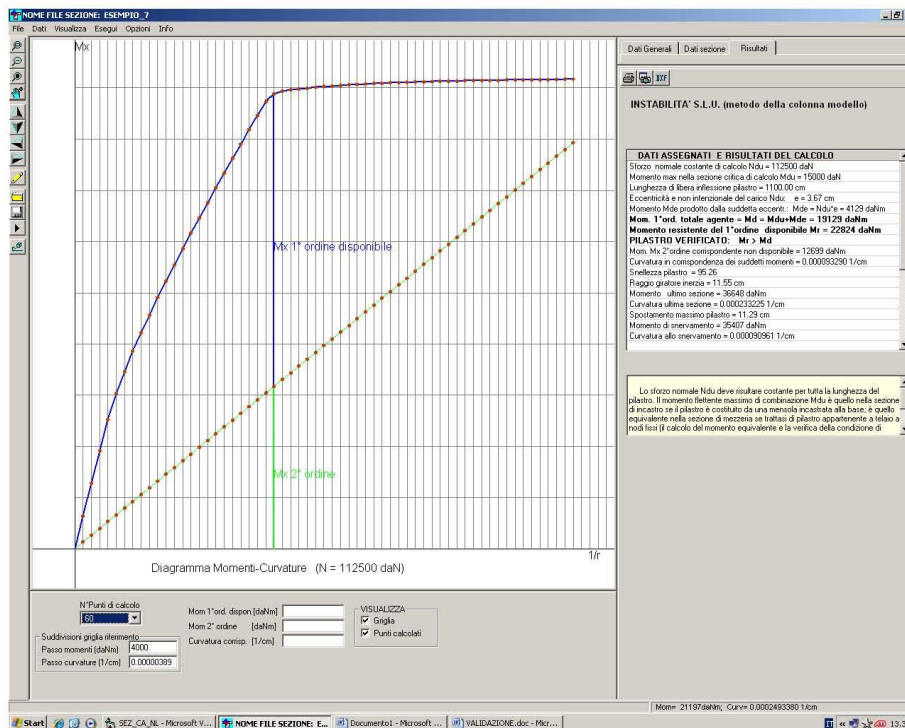 NOME FILE SEZIONE: ESEMPIO_7
File Dati Visualizza Esegui Opzioni Info
Mx
Mx 1° ordine disponibile
Mx 2° ordine
1/r
Diagramma Momenti-Curvature (N = 112500 daN)
Dati Generali Dati sezione Risultati
DXF
INSTABILITA' S.L.U. (metodo della colonna modello)
DATI ASSEGNATI E RISULTATI DEL CALCOLO
Sforzo normale costante di calcolo Ndu = 112500 daN
Momento max nella sezione critica di calcolo Mdu = 15000 daN
Lunghezza di libera inflessione pilastro = 1100.00 cm
Eccentricità e non intenzionale del carico Ndu: e = 3.67 cm
Momento Mde prodotto dalla suddetta eccentr.: Mde = Ndu*e = 4129 daNm
Mom. 1°ord. totale agente = Md = Mdu+Mde = 19129 daNm
Momento resistente del 1°ordine disponibile Mr = 22824 daNm
PILASTRO VERIFICATO: Mr > Md
Mom. Mx 2°ordine corrispondente non disponibile = 12699 daNm
Curvatura in corrispondenza dei suddetti momenti = 0.000093290 1/cm
Snellezza pilastro = 95.26
Raggio giratore inerzia = 11.55 cm
Momento ultimo sezione = 36648 daNm
Curvatura ultima sezione = 0.000233225 1/cm
Spostamento massimo pilastro = 11.29 cm
Momento di snervamento = 35407 daNm
Curvatura allo snervamento = 0.000090961 1/cm
Lo sforzo normale Ndu deve risultare costante per tutta la lunghezza del
pilastro. Il momento flettente massimo di combinazione Mdu è quello nella sezione
di incastro se il pilastro è costituito da una mensola incastrata alla base; è quello
equivalente nella sezione di mezzeria se trattasi di pilastro appartenente a telaio a
nodi fissi (il calcolo del momento equivalente e la verifica della condizione di
N°Punti di calcolo
60
Suddivisioni griglia riferimento
Passo momenti (daNm) 4000
Passo curvature (1/cm) 0.00000389
Mom 1°ord. dispon.[daNm]
Mom 2° ordine [daNm]
Curvatura corrisp. [1/cm]
VISUALIZZA
Griglia
Punti calcolati
Mom= 21197daNm; Curv= 0.0002493380 1/cm
Start SEZ_CA_NL - Microsoft V... NOME FILE SEZIONE: E... Documento1 - Microsoft ... VALIDAZIONE.doc - Micr...